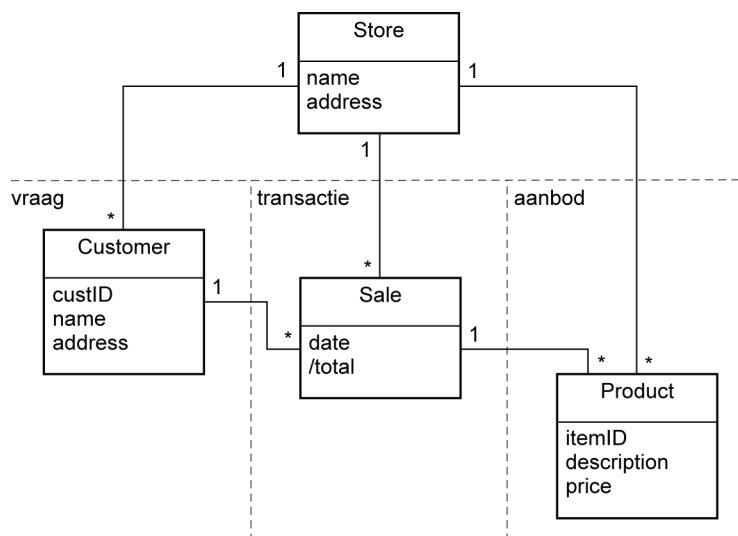 Store
name
address
1
1
1
vraag
transactie
aanbod
*
Customer
custID
name
address
1
*
*
Sale
date
/total
1
*
*
Product
itemID
description
price